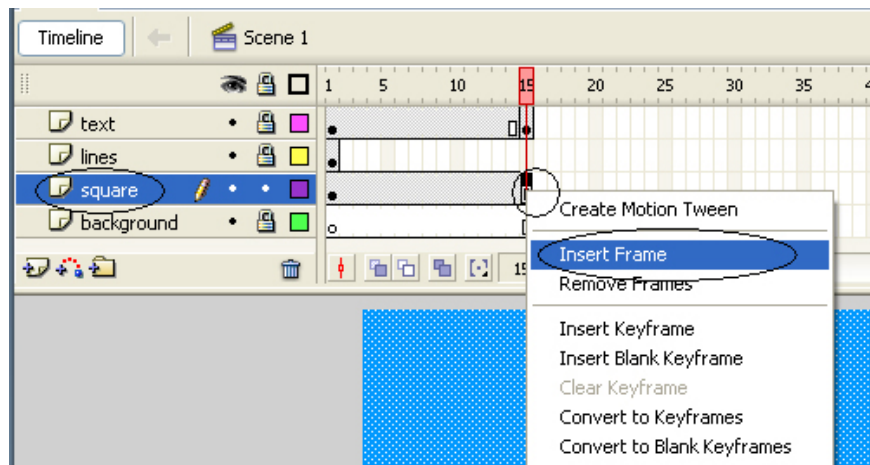 Timeline Scene 1
1 5 10 15 20 25 30 35
text
lines
square
background
Create Motion Tween
Insert Frame
Remove Frames
Insert Keyframe
Insert Blank Keyframe
Clear Keyframe
Convert to Keyframes
Convert to Blank Keyframes